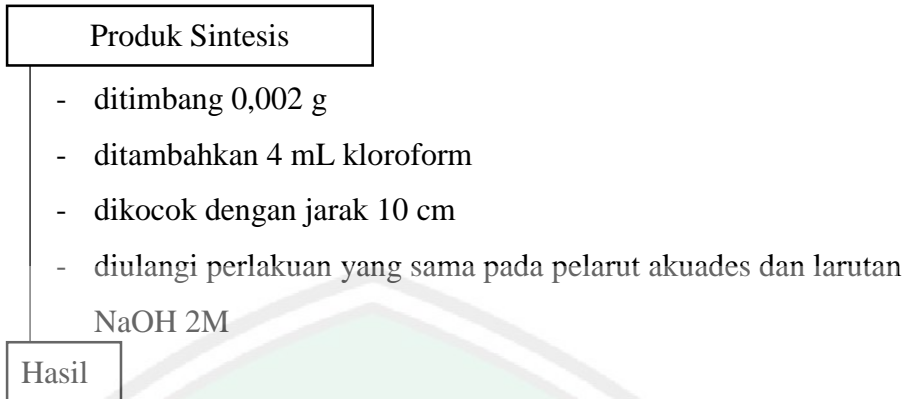 Produk Sintesis
- ditimbang 0,002 g
- ditambahkan 4 mL kloroform
- dikocok dengan jarak 10 cm
- diulangi perlakuan yang sama pada pelarut akuades dan larutan
NaOH 2M
Hasil